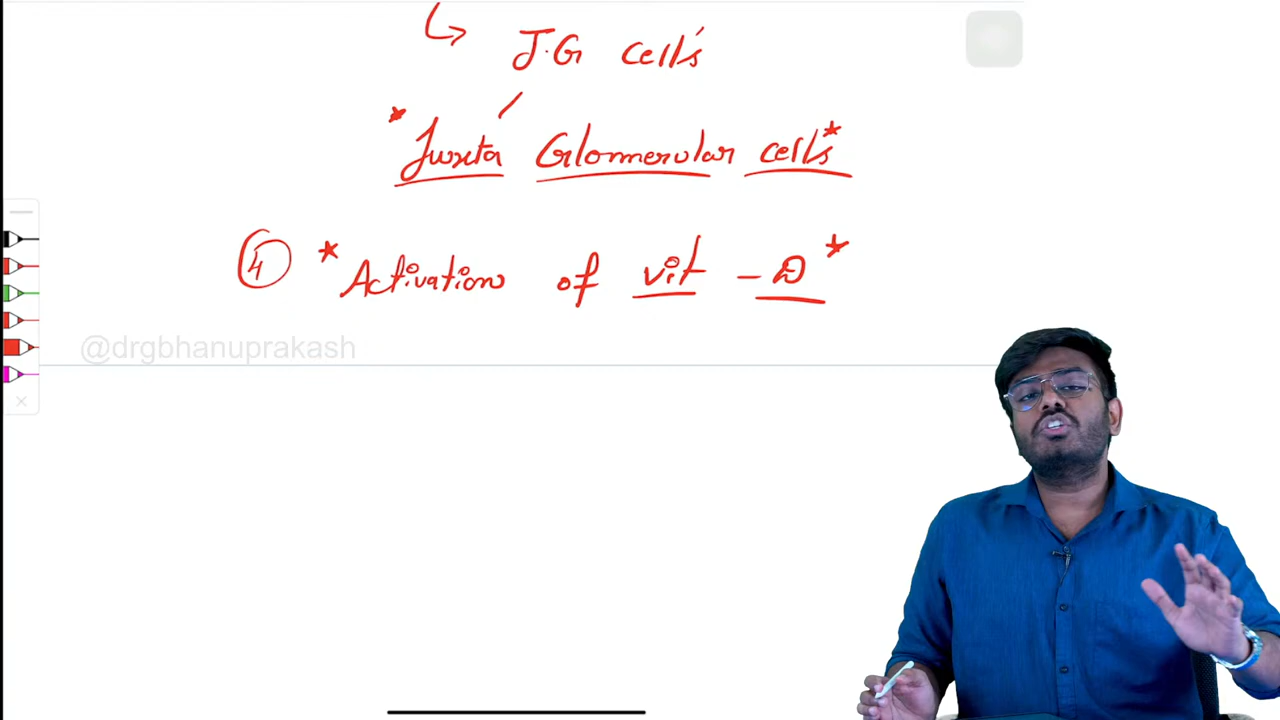 J.G cells
* Juxta Glomerular cells *
④ * Activation of vit - D *
@drgbhanuprakash